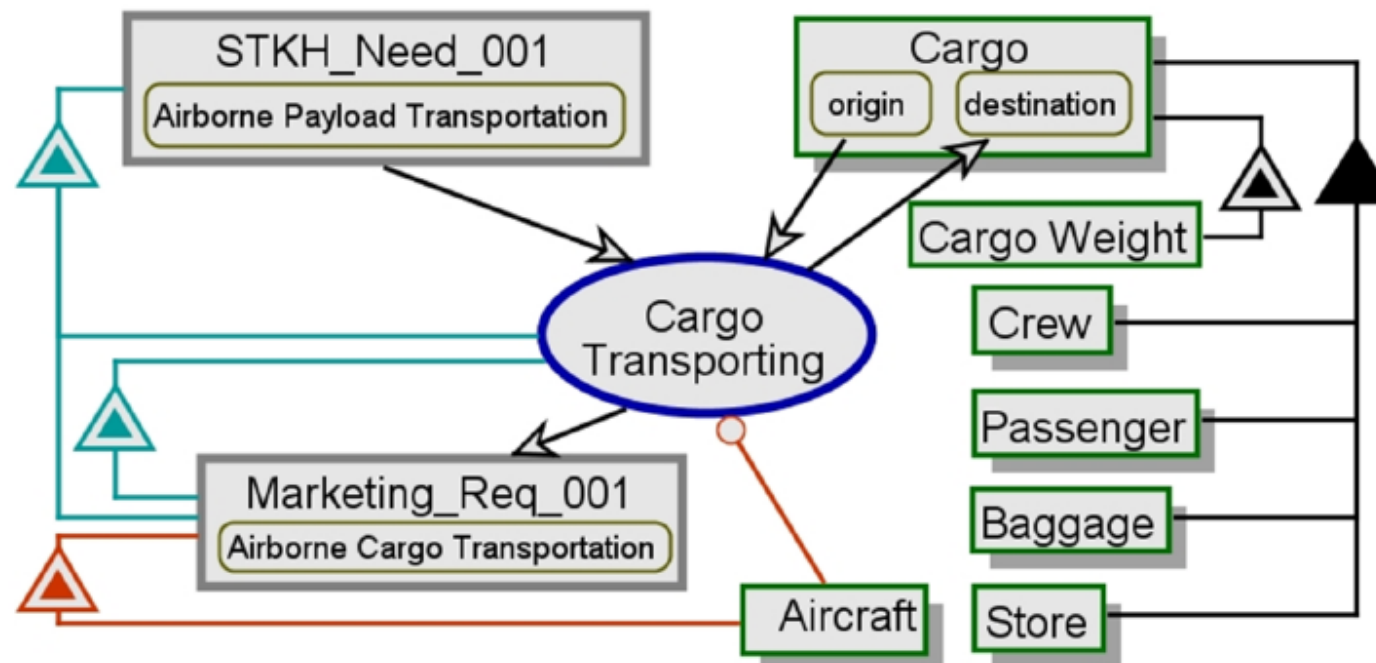 STKH_Need_001
Airborne Payload Transportation
Cargo
origin
destination
Cargo Weight
Crew
Cargo
Transporting
Passenger
Marketing_Req_001
Airborne Cargo Transportation
Baggage
Aircraft
Store